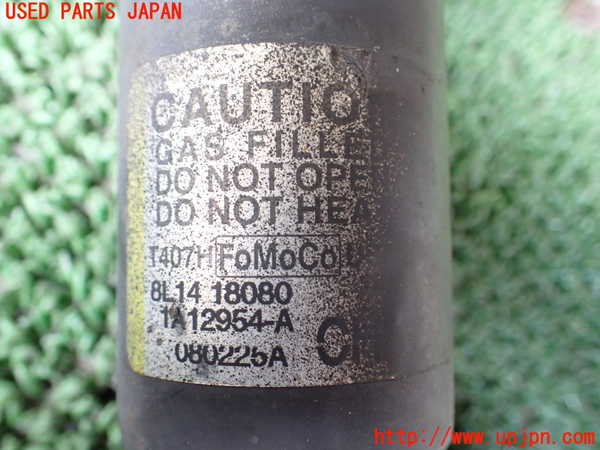 USED PARTS JAPAN
CAUTIO
GAS FILLE
DO NOT OPE
DO NOT HEA
T407H FoMoCo
8L14 18080
1A12954-A
080225A
http://www.upjpn.com